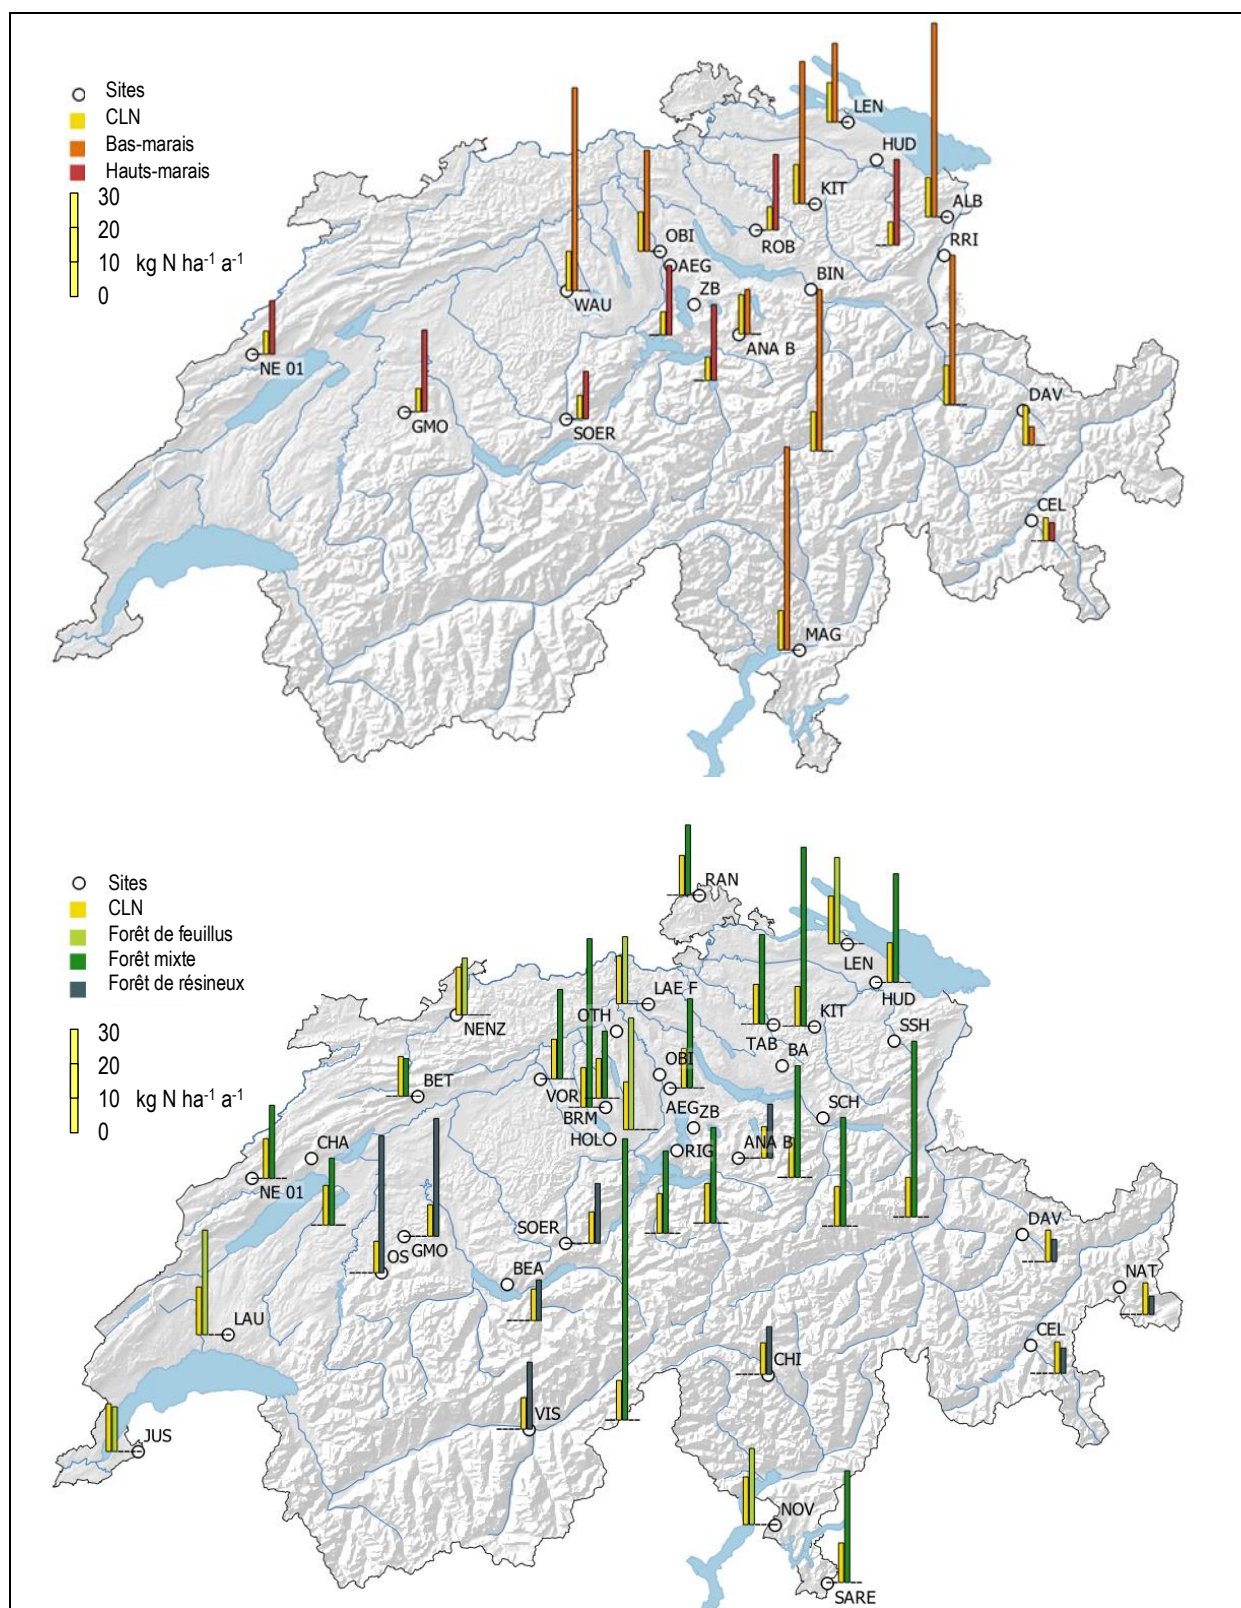 Sites
CLN
Bas-marais
Hauts-marais
30
20
10 kg N ha⁻¹ a⁻¹
0
LEN
HUD
KIT
ALB
ROB
OBI
RRI
AEG
BIN
ZB
WAU
ANA B
NE 01
DAV
GMO
SOER
CEL
MAG
Sites
CLN
Forêt de feuillus
Forêt mixte
Forêt de résineux
30
20
10 kg N ha⁻¹ a⁻¹
0
RAN
LEN
HUD
LAE F
NENZ
OTH
TAB
KIT
SSH
BA
OBI
BET
VOR
AEG
BRM
ZB
SCH
HOL
CHA
RIG
ANA B
NE 01
SOER
GMO
OS
DAV
BEA
NAT
LAU
CEL
CHI
VIS
JUS
NOV
SARE